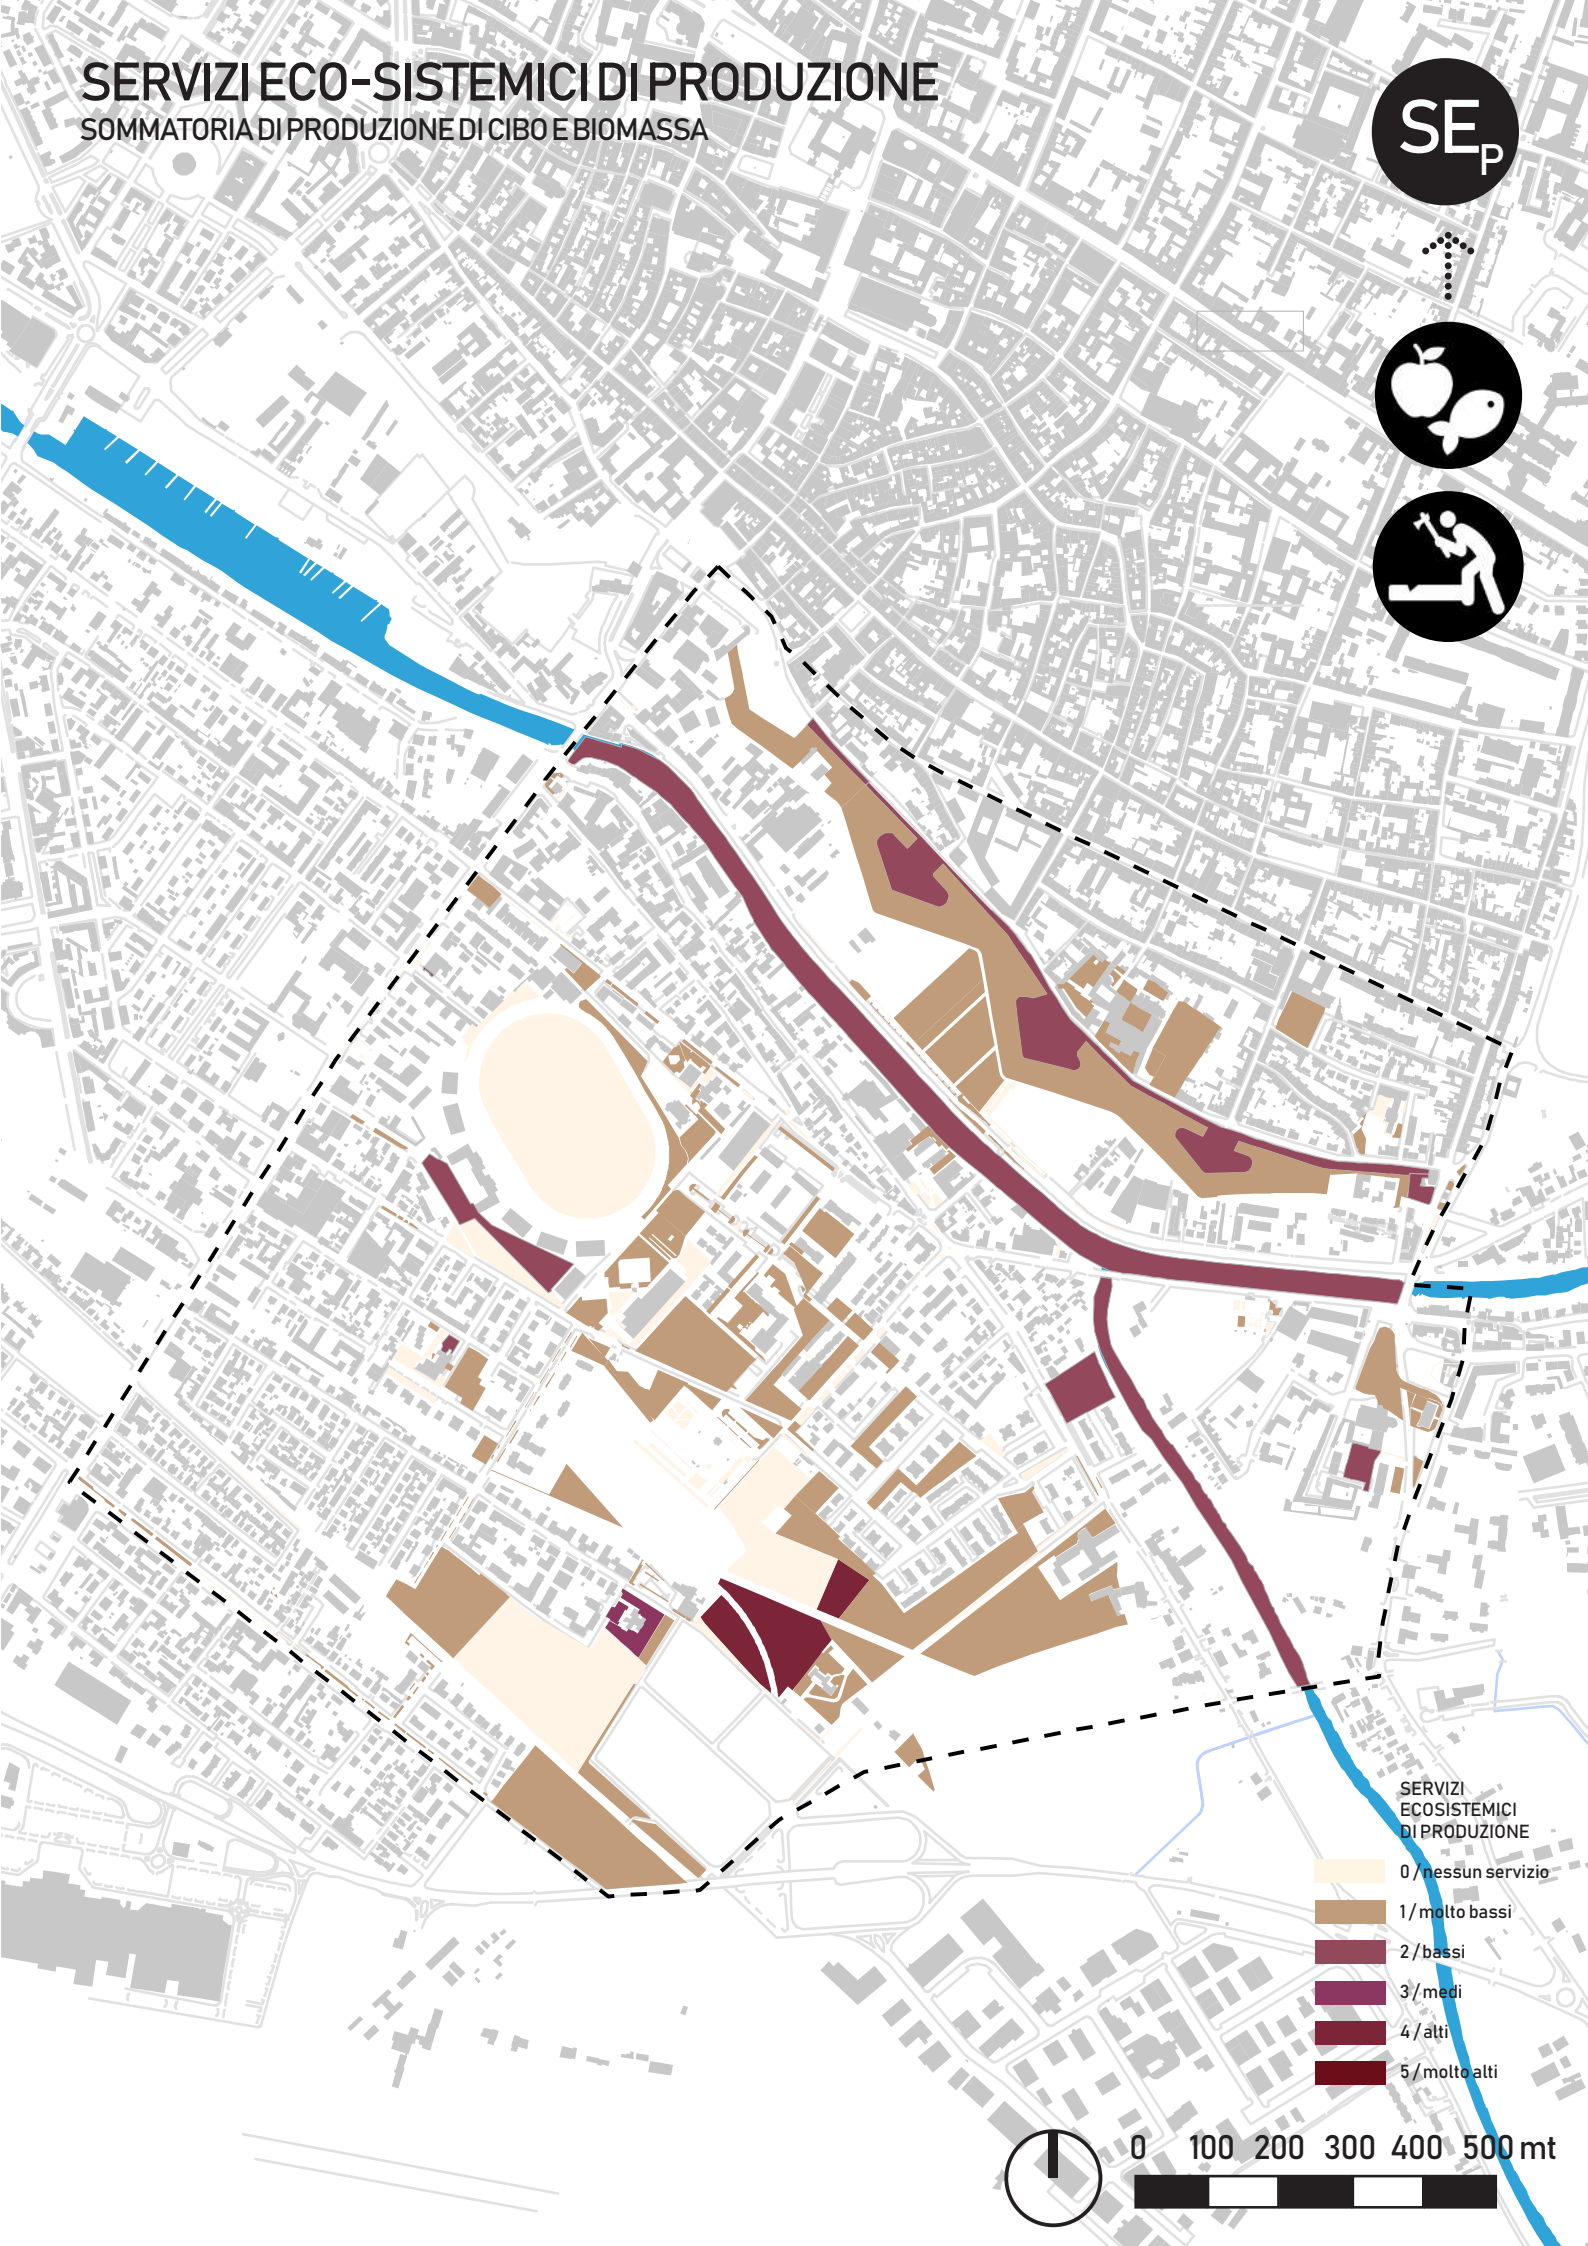 SERVIZI ECO-SISTEMICI DI PRODUZIONE
SOMMATORIA DI PRODUZIONE DI CIBO E BIOMASSA
SEP
SERVIZI
ECOSISTEMICI
DI PRODUZIONE
0 / nessun servizio
1 / molto bassi
2 / bassi
3 / medi
4 / alti
5 / molto alti
0 100 200 300 400 500 mt